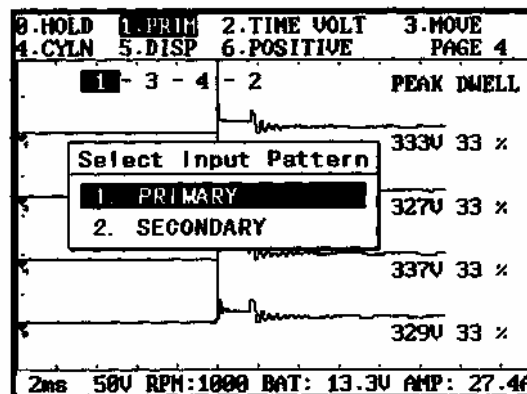 0.HOLD 1.PRIM 2.TIME VOLT 3.MOVE
4.CYLN 5.DISP 6.POSITIVE PAGE 4
1 - 3 - 4 - 2 PEAK DWELL
333V 33 %
Select Input Pattern
1. PRIMARY
327V 33 %
2. SECONDARY
337V 33 %
329V 33 %
2ms 50V RPM:1000 BAT: 13.3V AMP: 27.4A